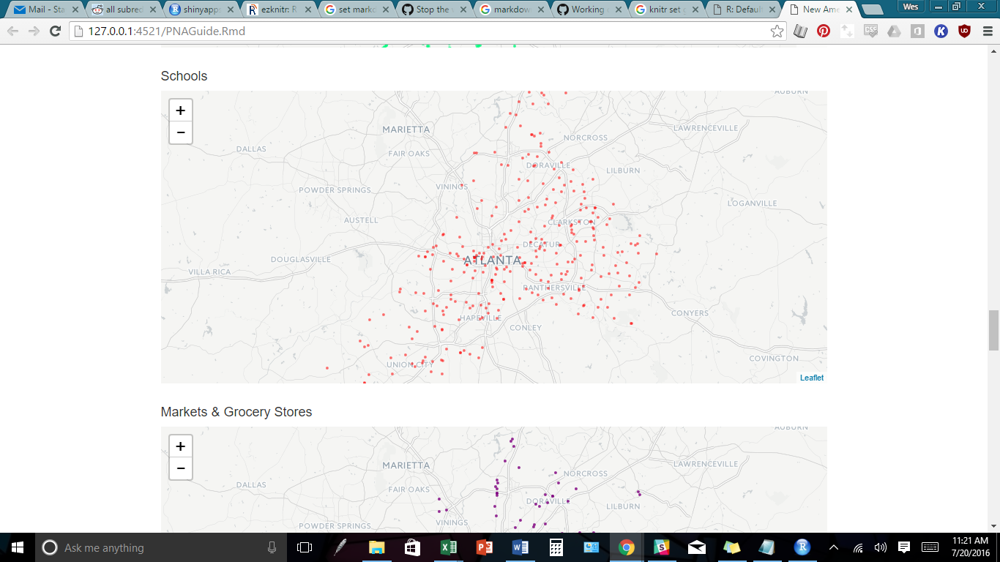 Mail - Sta
all subred
shinyapps
ezknitr: R
set markd
Stop the
markdow
Working
knitr set g
R: Default
New Ame
Wes
127.0.0.1:4521/PNAGuide.Rmd
Schools
+
−
AUBURN
MARIETTA
LAWRENCEVILLE
NORCROSS
DALLAS
FAIR OAKS
DORAVILLE
LILBURN
VININGS
POWDER SPRINGS
LOGANVILLE
AUSTELL
CLARKSTON
DECATUR
DOUGLASVILLE
ATLANTA
VILLA RICA
PANTHERSVILLE
CONYERS
HAPEVILLE
CONLEY
COVINGTON
UNION CITY
Leaflet
Markets & Grocery Stores
+
−
AUBURN
MARIETTA
LAWRENCEVILLE
NORCROSS
DALLAS
FAIR OAKS
DORAVILLE
LILBURN
VININGS
POWDER SPRINGS
Ask me anything
11:21 AM
7/20/2016